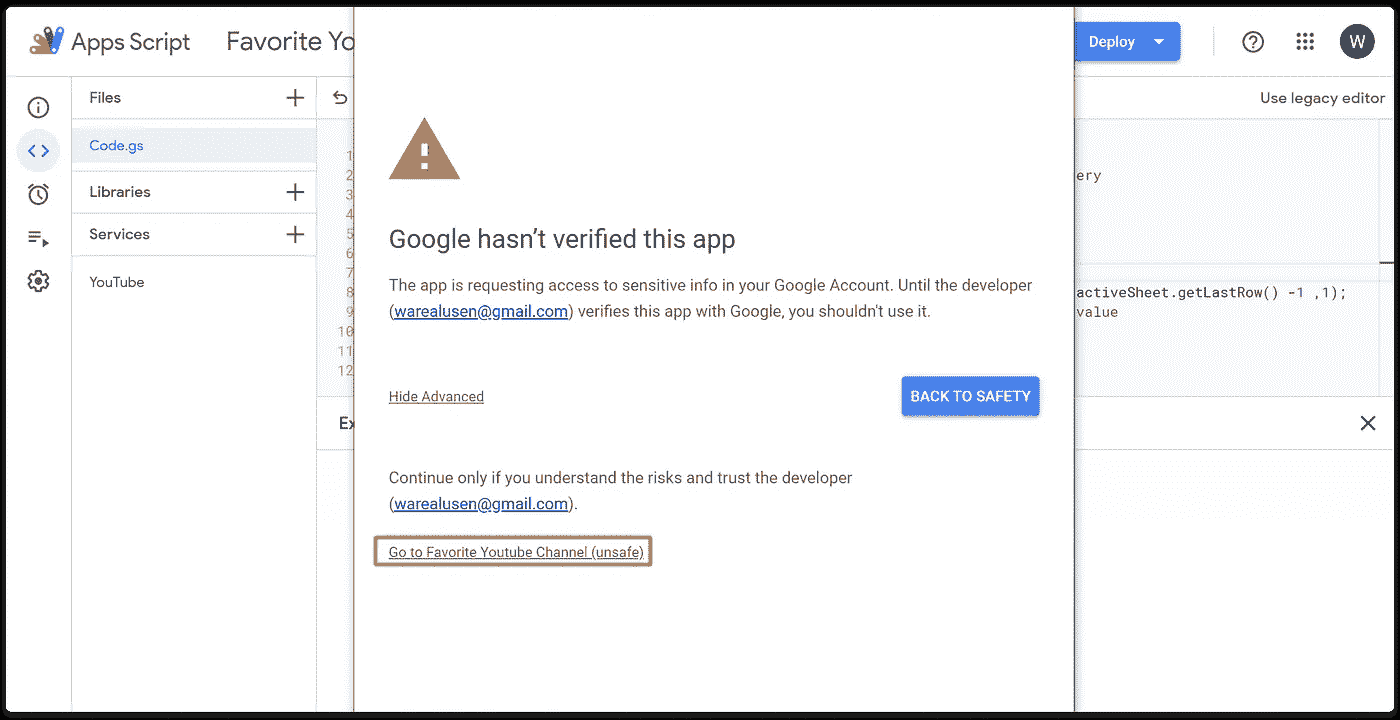 Apps Script
Favorite Yo
Deploy
W
Files
Use legacy editor
Code.gs
Libraries
Services
YouTube
1
2
3
4
5
6
7
8
9
10
11
12
ery
activeSheet.getLastRow() -1 ,1);
value
Ex
Google hasn't verified this app
The app is requesting access to sensitive info in your Google Account. Until the developer
(warealusen@gmail.com) verifies this app with Google, you shouldn't use it.
Hide Advanced
BACK TO SAFETY
Continue only if you understand the risks and trust the developer
(warealusen@gmail.com).
Go to Favorite Youtube Channel (unsafe)